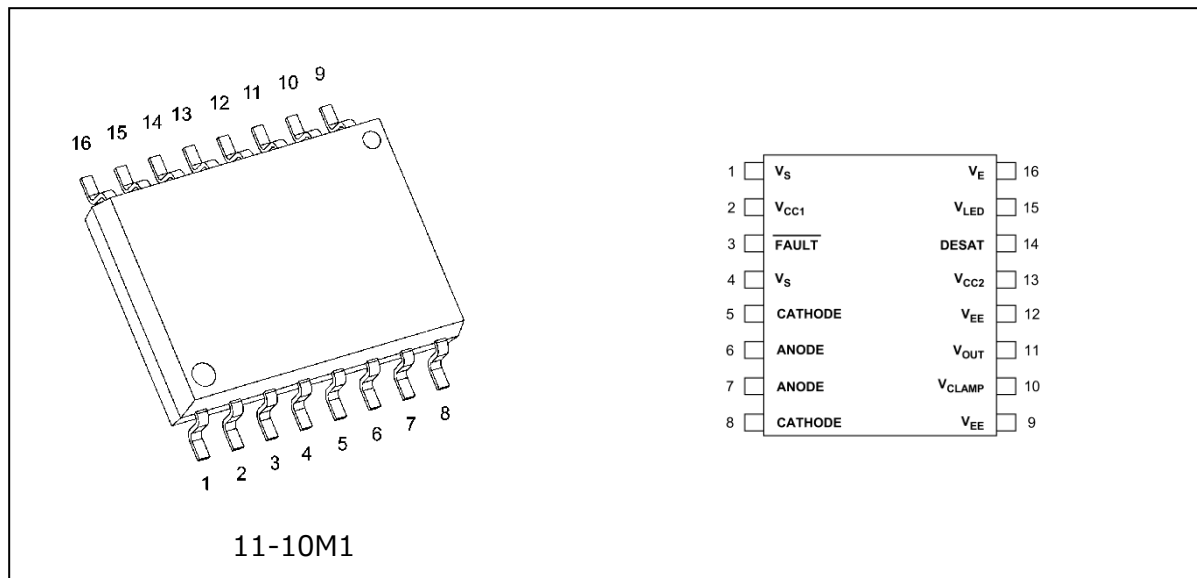 16 15 14 13 12 11 10 9
1 2 3 4 5 6 7 8
11-10M1
1 VS VE 16
2 VCC1 VLED 15
3 FAULT DESAT 14
4 VS VCC2 13
5 CATHODE VEE 12
6 ANODE VOUT 11
7 ANODE VCLAMP 10
8 CATHODE VEE 9